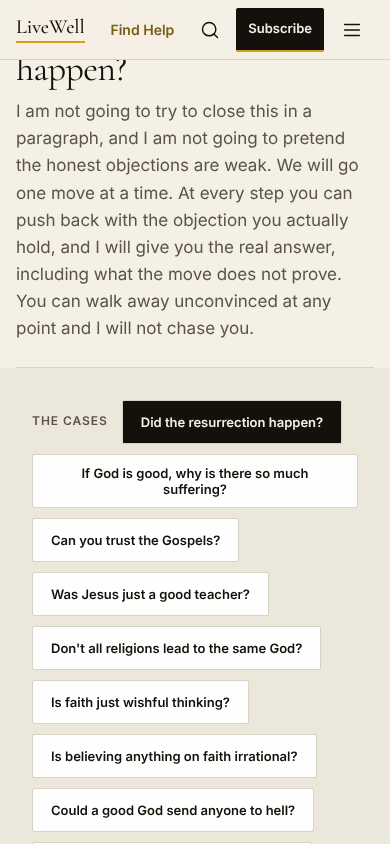 LiveWell
Find Help
Subscribe
happen?
I am not going to try to close this in a
paragraph, and I am not going to pretend
the honest objections are weak. We will go
one move at a time. At every step you can
push back with the objection you actually
hold, and I will give you the real answer,
including what the move does not prove.
You can walk away unconvinced at any
point and I will not chase you.
THE CASES
Did the resurrection happen?
If God is good, why is there so much
suffering?
Can you trust the Gospels?
Was Jesus just a good teacher?
Don't all religions lead to the same God?
Is faith just wishful thinking?
Is believing anything on faith irrational?
Could a good God send anyone to hell?